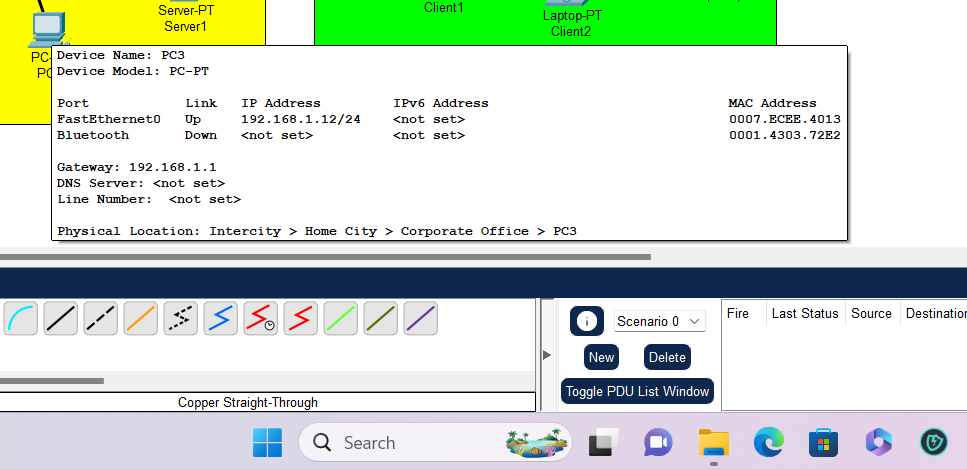 Server-PT
Server1
Client1
Laptop-PT
Client2
PC
Device Name: PC3
Device Model: PC-PT
Port Link IP Address IPv6 Address MAC Address
FastEthernet0 Up 192.168.1.12/24 <not set> 0007.ECEE.4013
Bluetooth Down <not set> <not set> 0001.4303.72E2
Gateway: 192.168.1.1
DNS Server: <not set>
Line Number: <not set>
Physical Location: Intercity > Home City > Corporate Office > PC3
Scenario 0
New Delete
Toggle PDU List Window
Fire Last Status Source Destination
Copper Straight-Through
Search